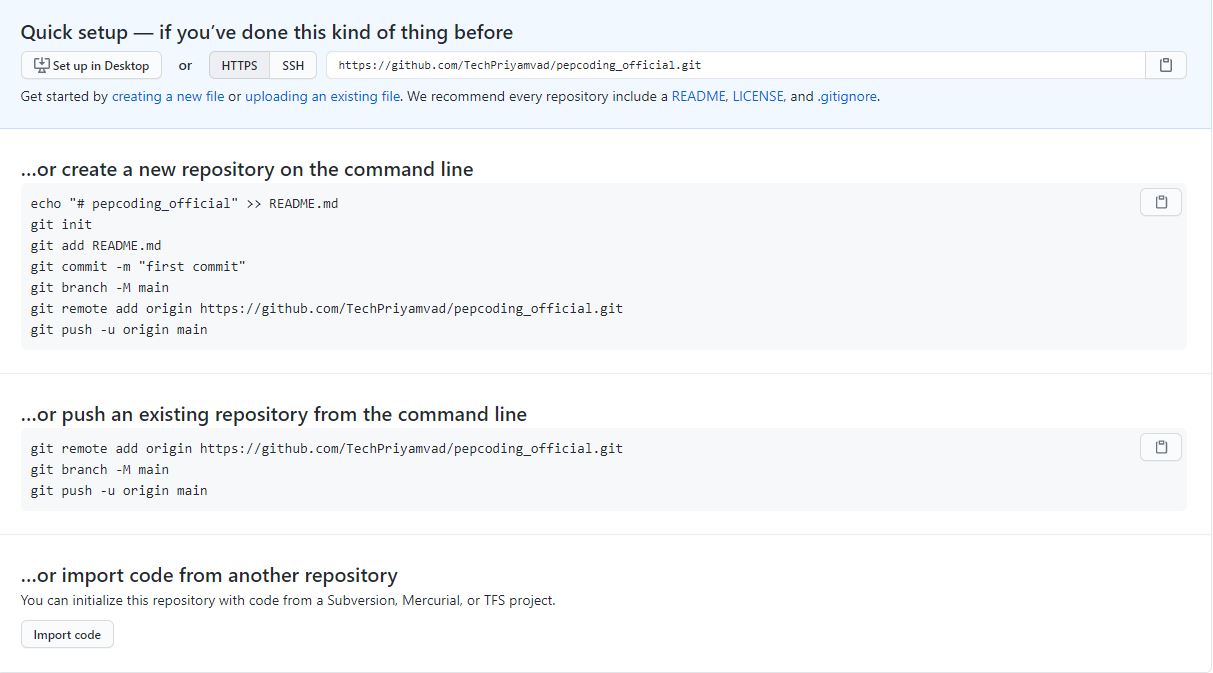 Quick setup — if you’ve done this kind of thing before
Set up in Desktop or HTTPS SSH https://github.com/TechPriyamvad/pepcoding_official.git
Get started by creating a new file or uploading an existing file. We recommend every repository include a README, LICENSE, and .gitignore.
…or create a new repository on the command line
echo "# pepcoding_official" >> README.md
git init
git add README.md
git commit -m "first commit"
git branch -M main
git remote add origin https://github.com/TechPriyamvad/pepcoding_official.git
git push -u origin main
…or push an existing repository from the command line
git remote add origin https://github.com/TechPriyamvad/pepcoding_official.git
git branch -M main
git push -u origin main
…or import code from another repository
You can initialize this repository with code from a Subversion, Mercurial, or TFS project.
Import code